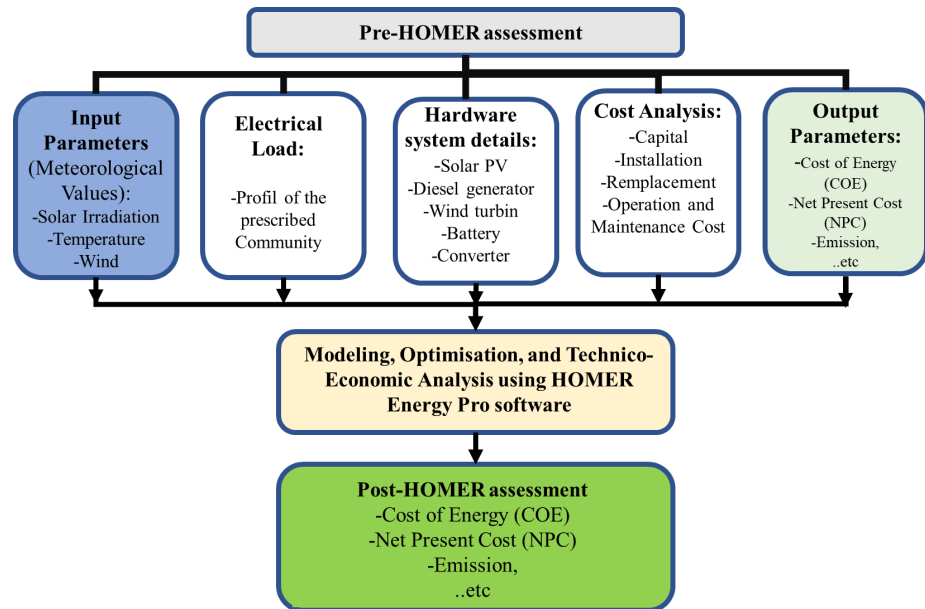 Pre-HOMER assessment
Input
Parameters
(Meteorological
Values):
-Solar Irradiation
-Temperature
-Wind
Electrical
Load:
-Profil of the
prescribed
Community
Hardware
system details:
-Solar PV
-Diesel generator
-Wind turbin
-Battery
-Converter
Cost Analysis:
-Capital
-Installation
-Remplacement
-Operation and
Maintenance Cost
Output
Parameters:
-Cost of Energy
(COE)
-Net Present Cost
(NPC)
-Emission,
..etc
Modeling, Optimisation, and Technico-
Economic Analysis using HOMER
Energy Pro software
Post-HOMER assessment
-Cost of Energy (COE)
-Net Present Cost (NPC)
-Emission,
..etc